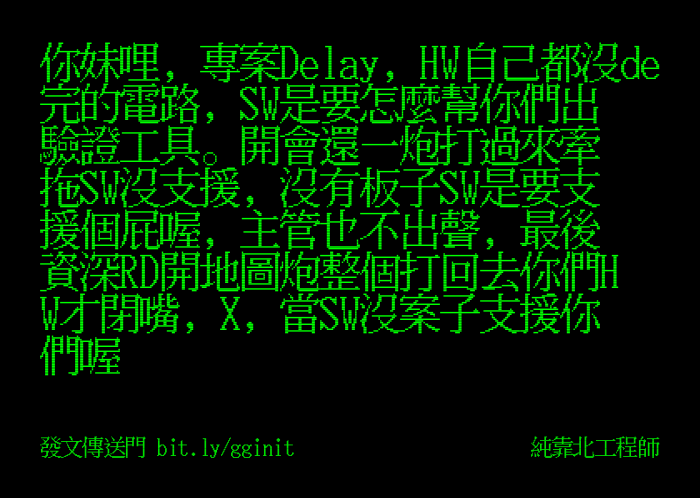 你妹哩, 專案Delay, HW自己都沒de
完的電路, SW是要怎麼幫你們出
驗證工具。開會還一炮打過來牽
拖SW沒支援, 沒有板子SW是要支
援個屁喔, 主管也不出聲, 最後
資深RD開地圖炮整個打回去你們H
W才閉嘴, X, 當SW沒案子支援你
們喔
發文傳送門 bit.ly/gginit
純靠北工程師